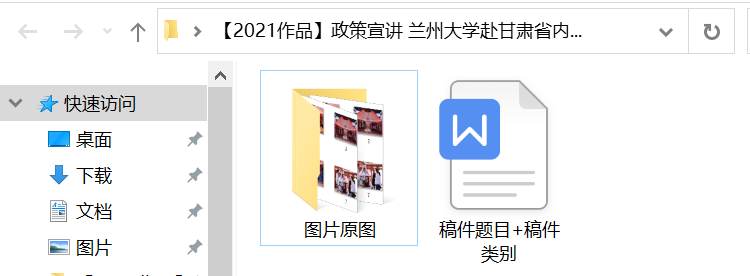 【2021作品】政策宣讲 兰州大学赴甘肃省内...
快速访问
桌面
下载
文档
图片
图片原图
稿件题目+稿件
类别